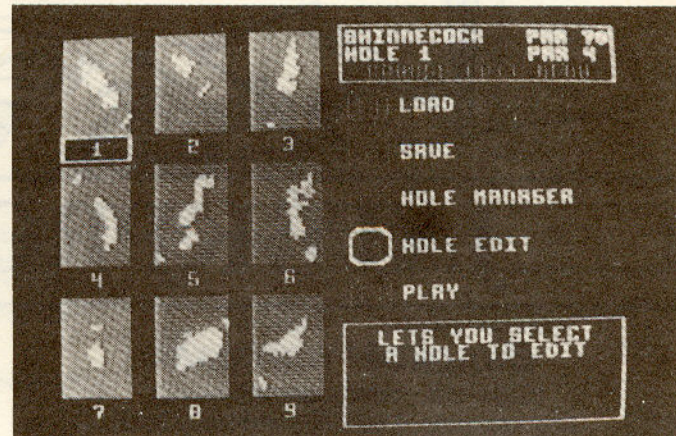 SHINNECOCK PAR 70
HOLE 1 PAR 4
LOAD
SAVE
HOLE MANAGER
HOLE EDIT
PLAY
LETS YOU SELECT
A HOLE TO EDIT
1 2 3
4 5 6
7 8 9